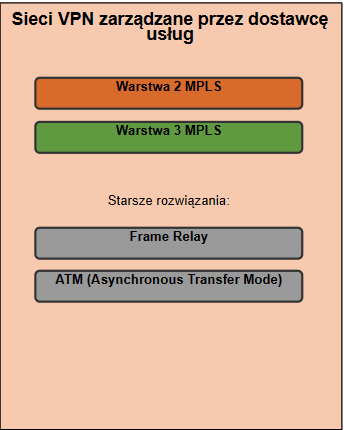 Sieci VPN zarządzane przez dostawcę
usług
Warstwa 2 MPLS
Warstwa 3 MPLS
Starsze rozwiązania:
Frame Relay
ATM (Asynchronous Transfer Mode)